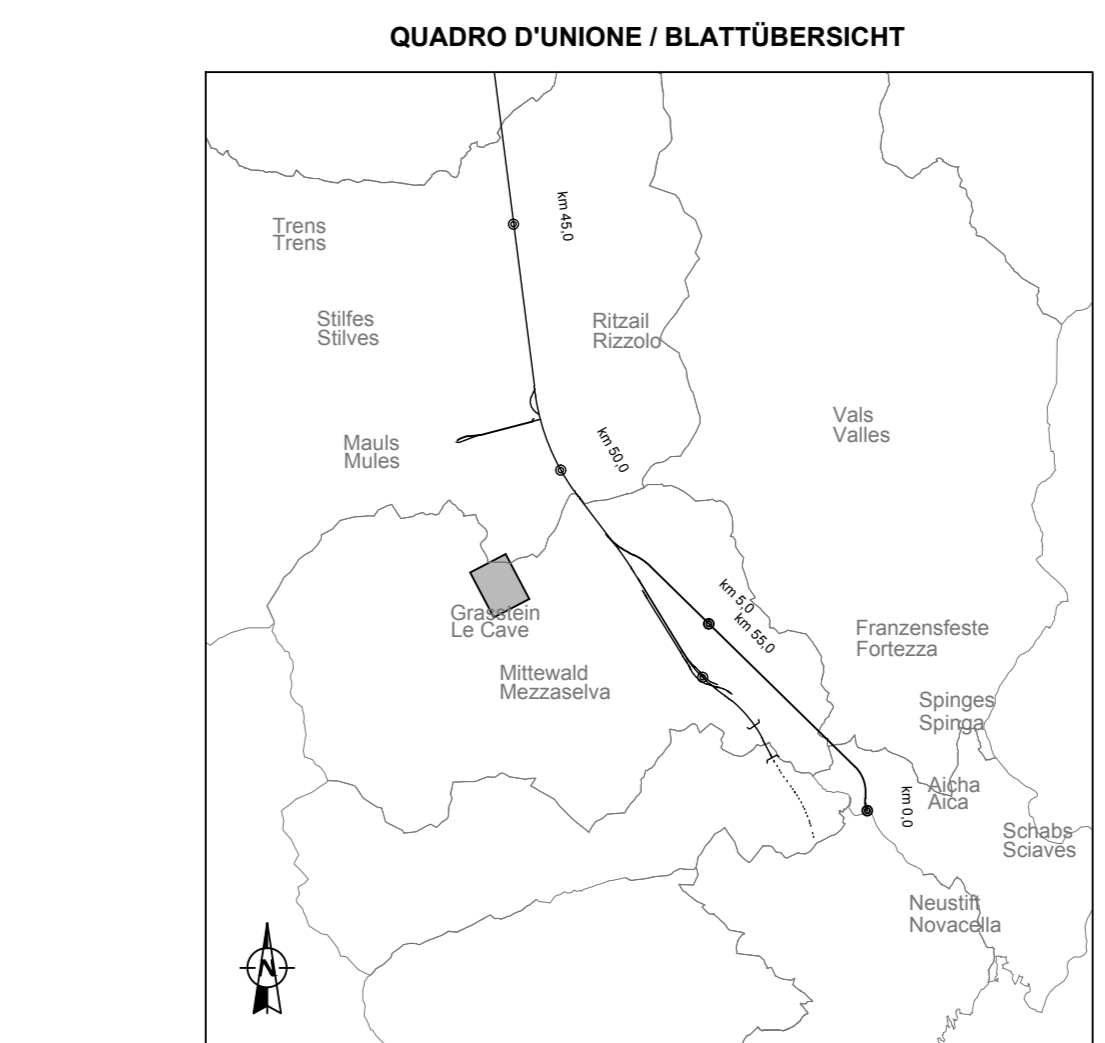 QUADRO D'UNIONE / BLATTÜBERSICHT
km 45,0
Trens
Trens
Stilfes
Stilves
Ritzail
Rizzolo
Vals
Valles
Mauls
Mules
km 50,0
km 5,0
km 55,0
Grasstein
Le Cave
Franzensfeste
Fortezza
Mittewald
Mezzaselva
Spinges
Spinga
Aicha
Aica
km 0,0
Schabs
Sciaves
Neustift
Novacella
N